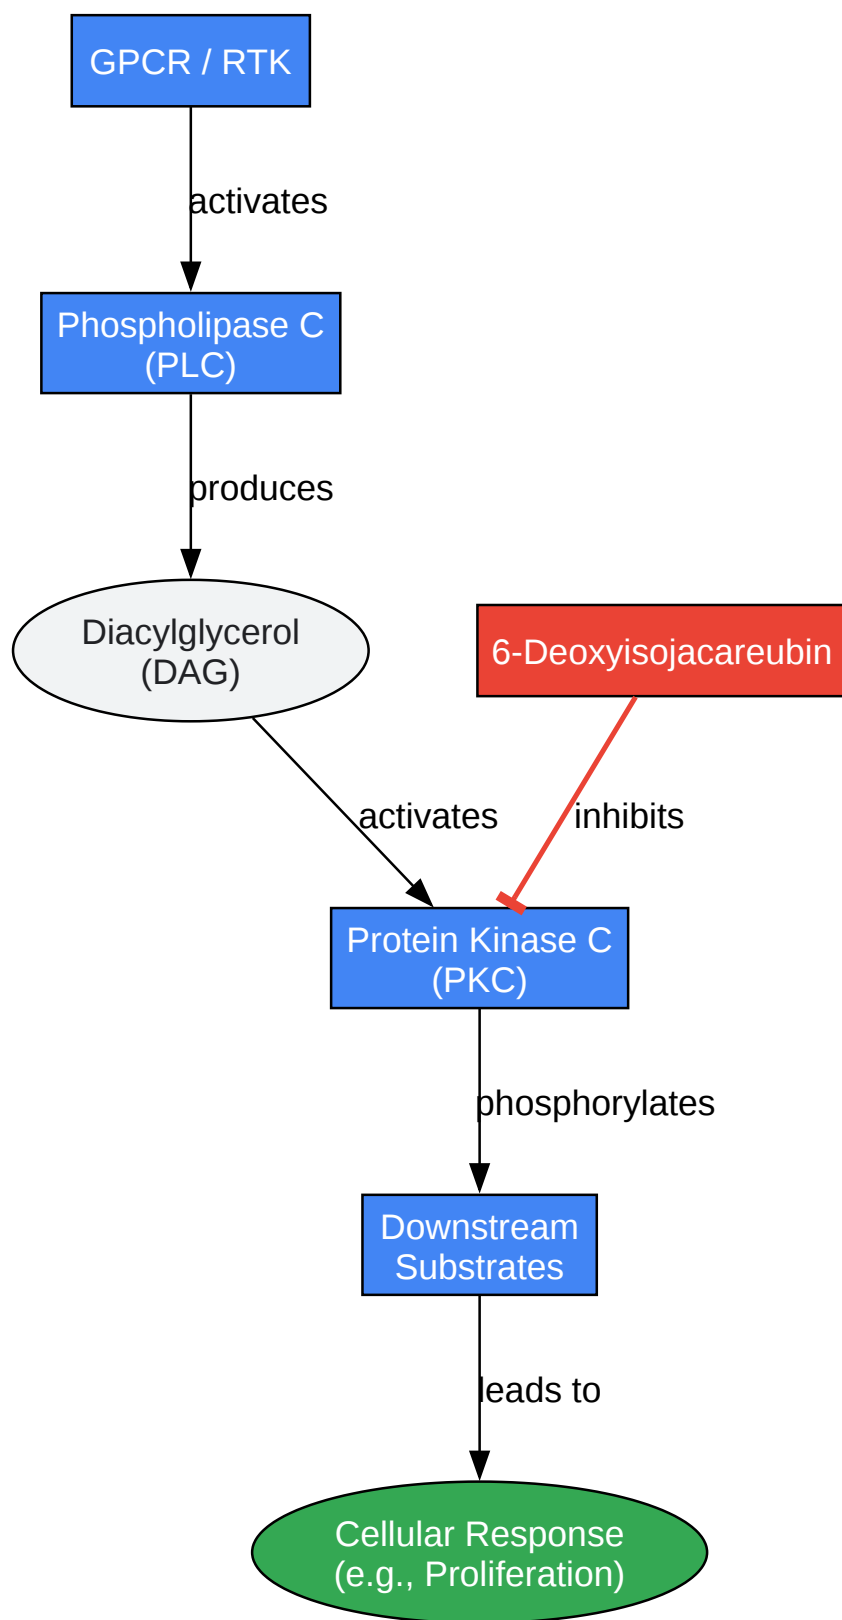 GPCR / RTK
activates
Phospholipase C
(PLC)
produces
Diacylglycerol
(DAG)
6-Deoxyisojacareubin
activates
inhibits
Protein Kinase C
(PKC)
phosphorylates
Downstream
Substrates
leads to
Cellular Response
(e.g., Proliferation)